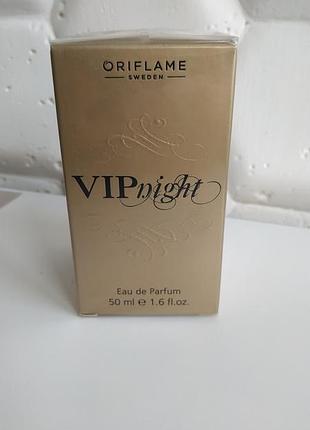 ORIFLAME
SWEDEN
VIPnight
Eau de Parfum
50 ml ℮ 1.6 fl.oz.